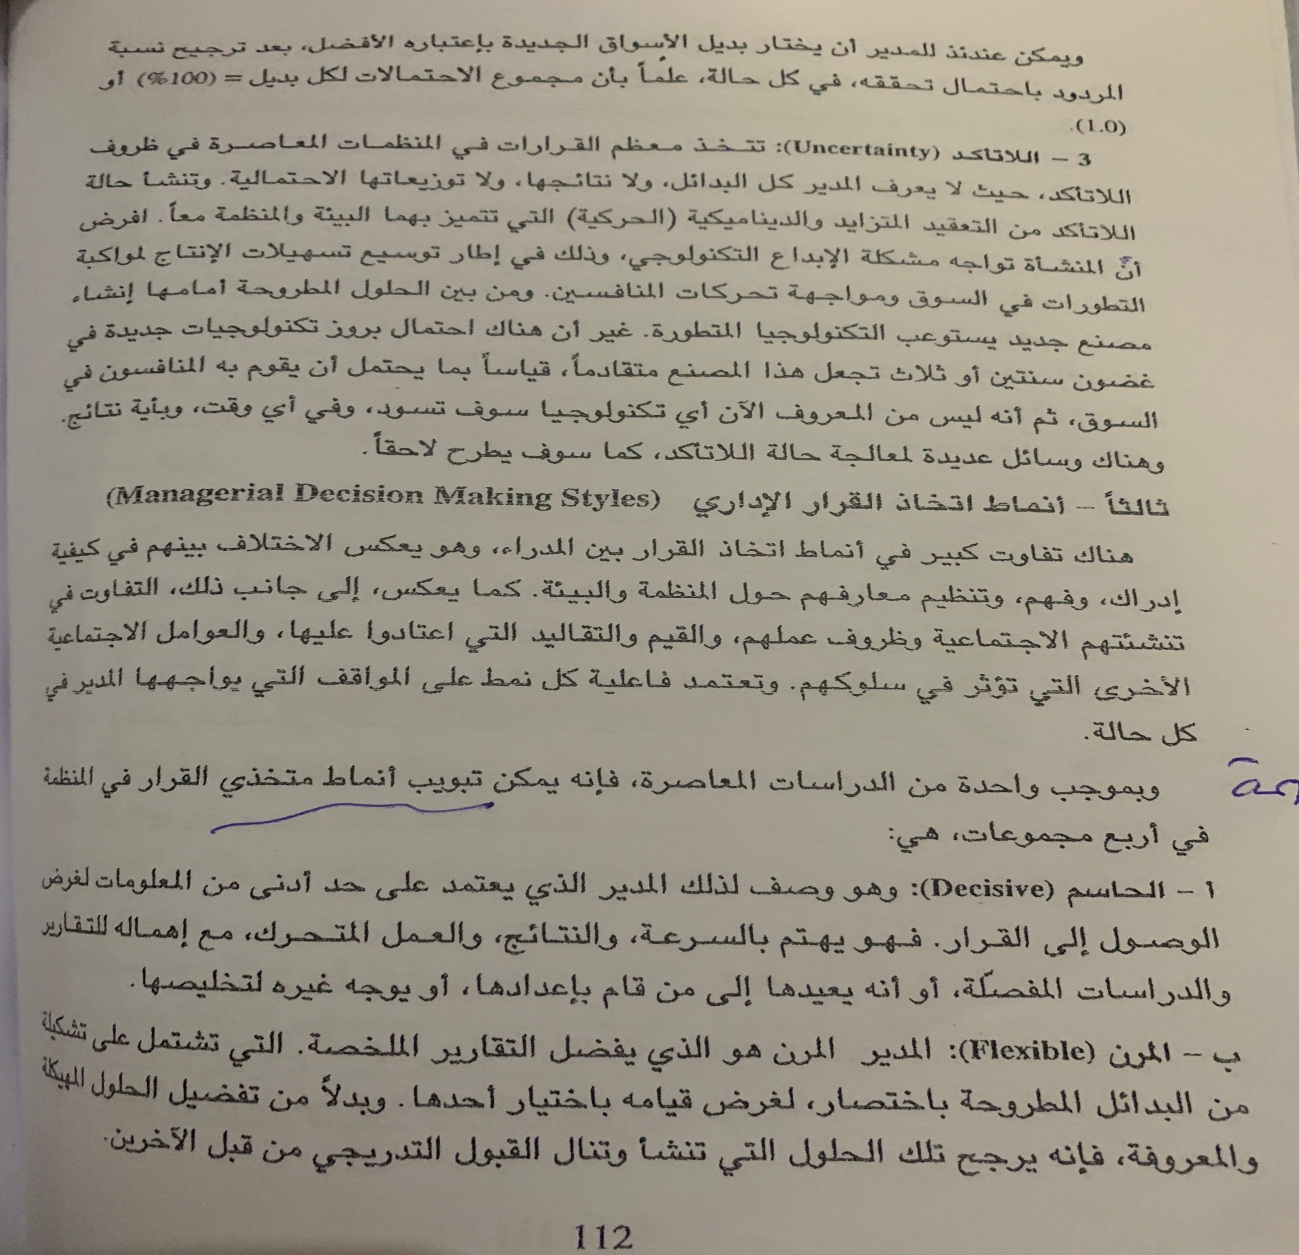 ويمكن عندئذ للمدير أن يختار بديل الأسواق الجديدة بإعتباره الأفضل، بعد ترجيح نسبة
المردود باحتمال تحققه، في كل حالة، علماً بأن مجموع الاحتمالات لكل بديل = (100%) أو
(1.0).
3 – اللاتاكد (Uncertainty): تتخذ معظم القرارات في المنظمات المعاصرة في ظروف
اللاتأكد، حيث لا يعرف المدير كل البدائل، ولا نتائجها، ولا توزيعاتها الاحتمالية. وتنشأ حالة
اللاتأكد من التعقيد المتزايد والديناميكية (الحركية) التي تتميز بهما البيئة والمنظمة معاً. افرض
أنّ المنشأة تواجه مشكلة الإبداع التكنولوجي، وذلك في إطار توسيع تسهيلات الإنتاج لمواكبة
التطورات في السوق ومواجهة تحركات المنافسين. ومن بين الحلول المطروحة أمامها إنشاء
مصنع جديد يستوعب التكنولوجيا المتطورة. غير أن هناك احتمال بروز تكنولوجيات جديدة في
غضون سنتين أو ثلاث تجعل هذا المصنع متقادماً، قياساً بما يحتمل أن يقوم به المنافسون في
السوق، ثم أنه ليس من المعروف الآن أي تكنولوجيا سوف تسود، وفي أي وقت، وبأية نتائج.
وهناك وسائل عديدة لمعالجة حالة اللاتأكد، كما سوف يطرح لاحقاً.
ثالثاً – أنماط اتخاذ القرار الإداري (Managerial Decision Making Styles)
هناك تفاوت كبير في أنماط اتخاذ القرار بين المدراء، وهو يعكس الاختلاف بينهم في كيفية
إدراك، وفهم، وتنظيم معارفهم حول المنظمة والبيئة. كما يعكس، إلى جانب ذلك، التفاوت في
تنشئتهم الاجتماعية وظروف عملهم، والقيم والتقاليد التي اعتادوا عليها، والعوامل الاجتماعية
الأخرى التي تؤثر في سلوكهم. وتعتمد فاعلية كل نمط على المواقف التي يواجهها المدير في
كل حالة.
وبموجب واحدة من الدراسات المعاصرة، فإنه يمكن تبويب أنماط متخذي القرار في المنظمة
في أربع مجموعات، هي:
ا – الحاسم (Decisive): وهو وصف لذلك المدير الذي يعتمد على حد أدنى من المعلومات لغرض
الوصول إلى القرار. فهو يهتم بالسرعة، والنتائج، والعمل المتحرك، مع إهماله للتقارير
والدراسات المفصّلة، أو أنه يعيدها إلى من قام بإعدادها، أو يوجه غيره لتخليصها.
ب – المرن (Flexible): المدير المرن هو الذي يفضل التقارير الملخصة. التي تشتمل على تشكيلة
من البدائل المطروحة باختصار، لغرض قيامه باختيار أحدها. وبدلاً من تفضيل الحلول المهيكلة
والمعروفة، فإنه يرجح تلك الحلول التي تنشأ وتنال القبول التدريجي من قبل الآخرين.
112